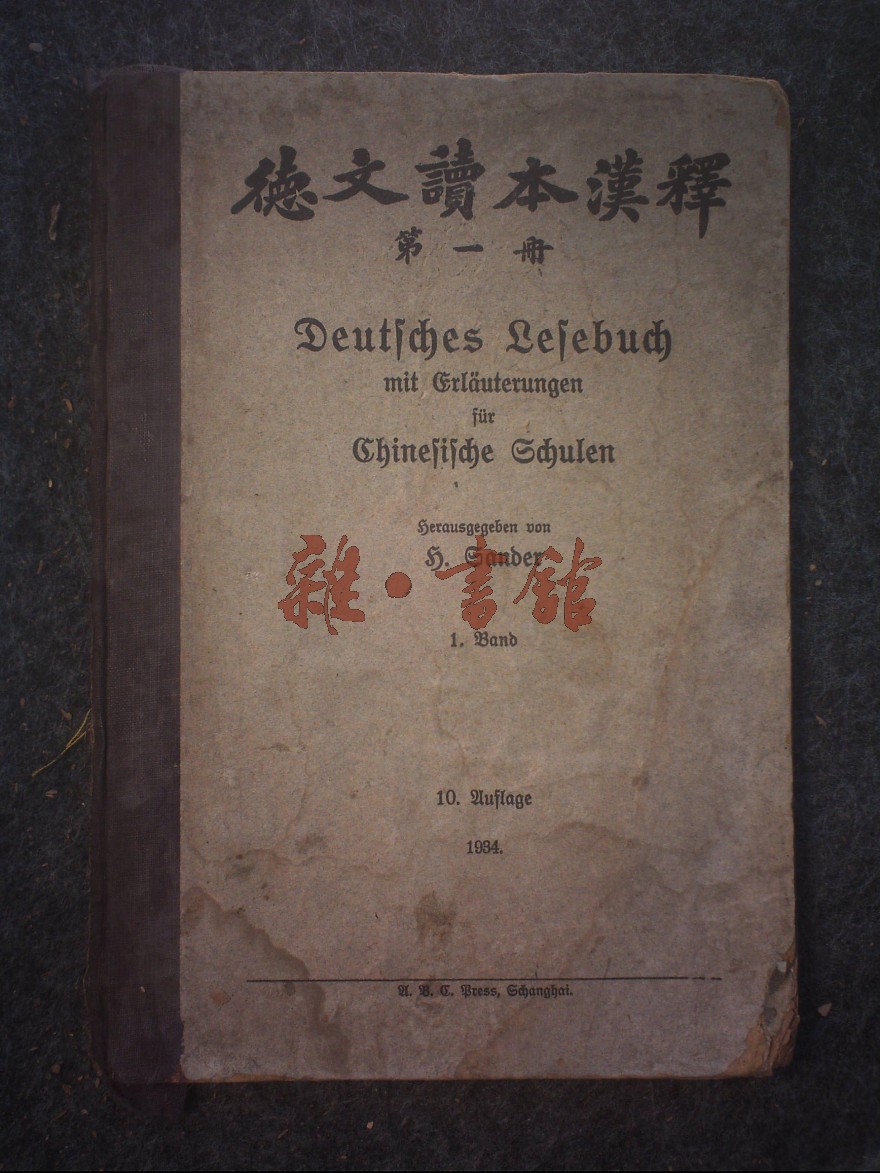 德文讀本漢釋
第一冊
Deutsches Lesebuch
mit Erläuterungen
für
Chinesische Schulen
Herausgegeben von
H. Sander
雜·書館
1. Band
10. Auflage
1934.
A. B. C. Press, Schanghai.